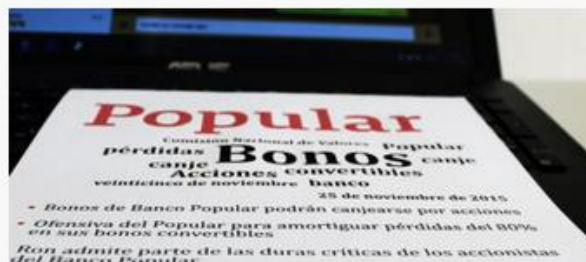 Popular
Comisión Nacional de Valores
pérdidas Bonos Popular
canje canje
Acciones convertibles
veinticinco de noviembre banco
25 de noviembre de 2015
• Bonos de Banco Popular podrán canjearse por acciones
• Ofensiva del Popular para amortiguar pérdidas del 80%
en sus bonos convertibles
Ron admite parte de las duras críticas de los accionistas
del Banco Popular